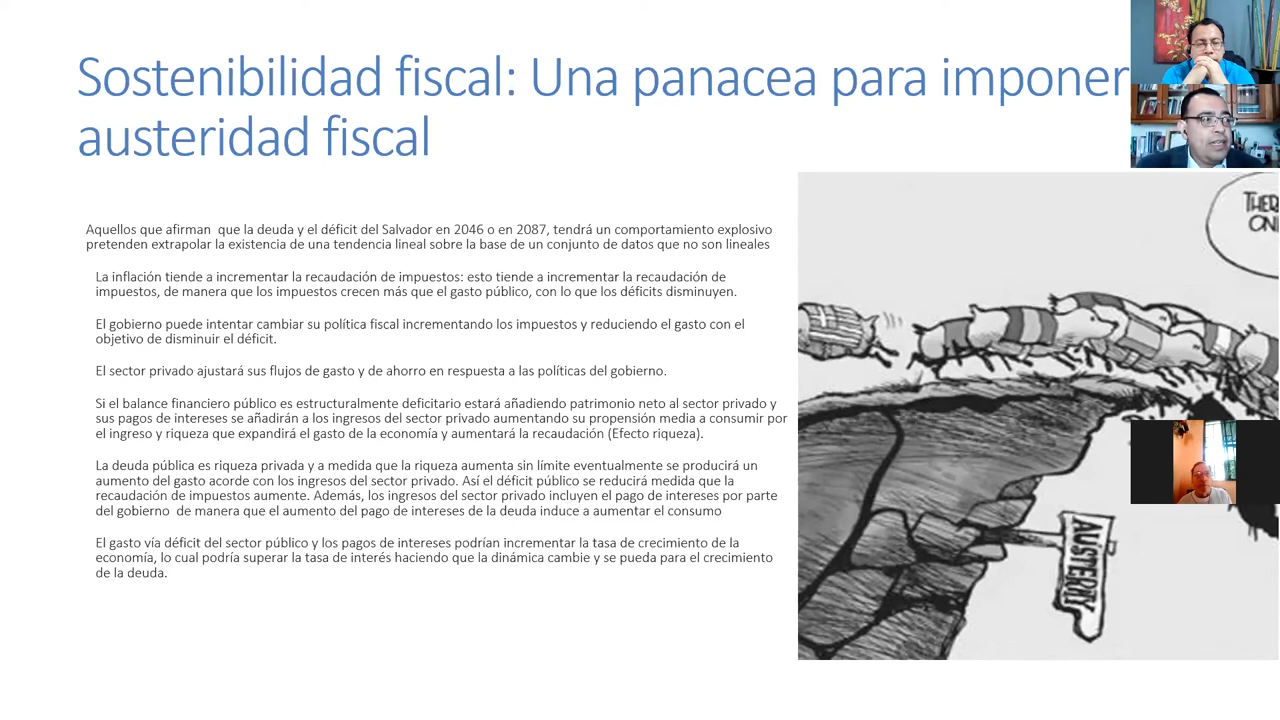 Sostenibilidad fiscal: Una panacea para imponer
austeridad fiscal
Aquellos que afirman  que la deuda y el déficit del Salvador en 2046 o en 2087, tendrá un comportamiento explosivo
pretenden extrapolar la existencia de una tendencia lineal sobre la base de un conjunto de datos que no son lineales
La inflación tiende a incrementar la recaudación de impuestos: esto tiende a incrementar la recaudación de
impuestos, de manera que los impuestos crecen más que el gasto público, con lo que los déficits disminuyen.
El gobierno puede intentar cambiar su política fiscal incrementando los impuestos y reduciendo el gasto con el
objetivo de disminuir el déficit.
El sector privado ajustará sus flujos de gasto y de ahorro en respuesta a las políticas del gobierno.
Si el balance financiero público es estructuralmente deficitario estará añadiendo patrimonio neto al sector privado y
sus pagos de intereses se añadirán a los ingresos del sector privado aumentando su propensión media a consumir por
el ingreso y riqueza que expandirá el gasto de la economía y aumentará la recaudación (Efecto riqueza).
La deuda pública es riqueza privada y a medida que la riqueza aumenta sin límite eventualmente se producirá un
aumento del gasto acorde con los ingresos del sector privado. Así el déficit público se reducirá medida que la
recaudación de impuestos aumente. Además, los ingresos del sector privado incluyen el pago de intereses por parte
del gobierno  de manera que el aumento del pago de intereses de la deuda induce a aumentar el consumo
El gasto vía déficit del sector público y los pagos de intereses podrían incrementar la tasa de crecimiento de la
economía, lo cual podría superar la tasa de interés haciendo que la dinámica cambie y se pueda para el crecimiento
de la deuda.
THER
ON
AUSTERITY